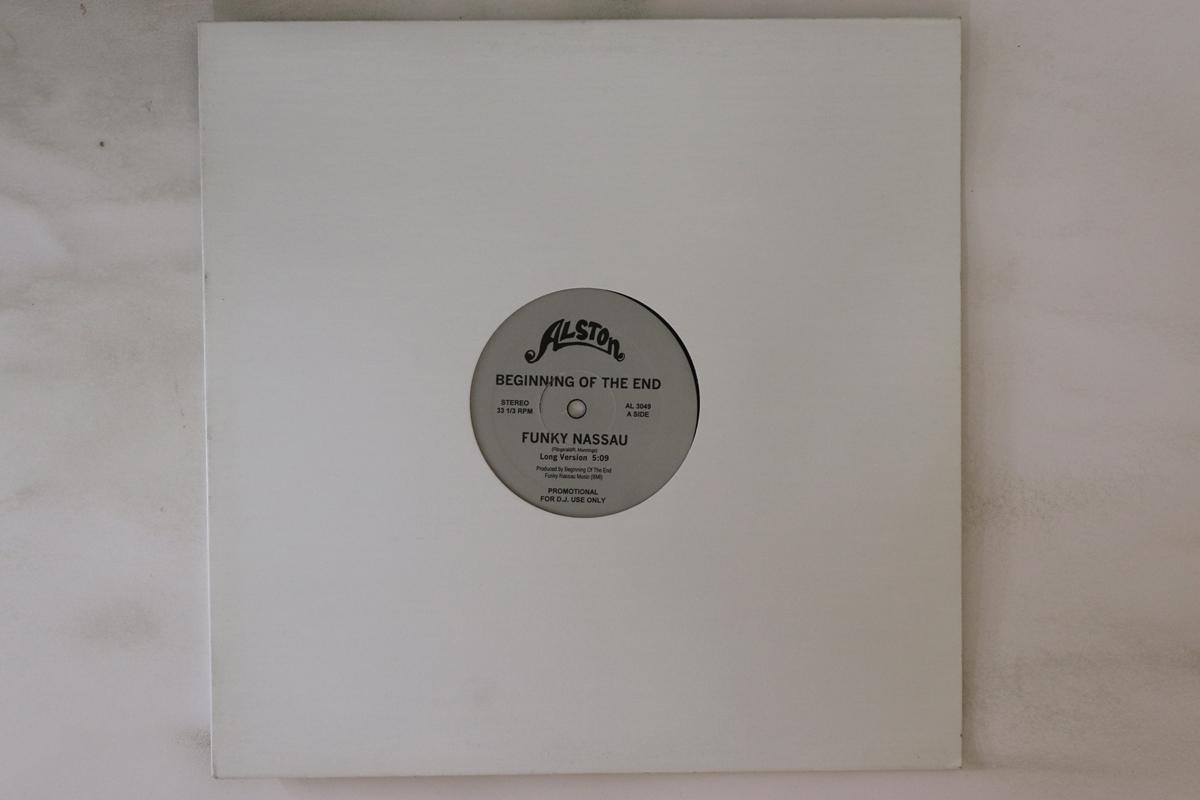 ALSTON
BEGINNING OF THE END
STEREO
33 1/3 RPM
AL 3049
A SIDE
FUNKY NASSAU
Long Version 5:09
Produced by Beginning Of The End
Funky Nassau Music (BMI)
PROMOTIONAL
FOR D.J. USE ONLY